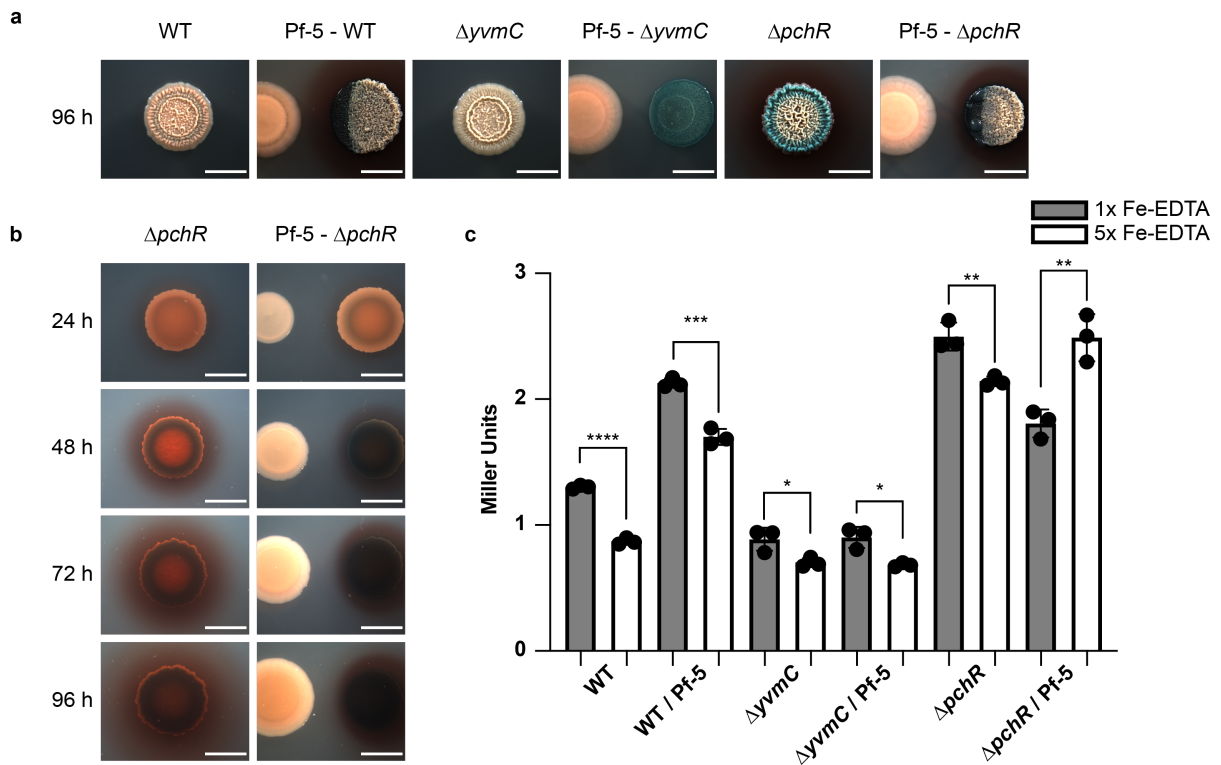 a
WT
Pf-5 - WT
ΔyvmC
Pf-5 - ΔyvmC
ΔpchR
Pf-5 - ΔpchR
96 h
b
ΔpchR
Pf-5 - ΔpchR
24 h
48 h
72 h
96 h
c
1x Fe-EDTA
5x Fe-EDTA
Miller Units
3
2
1
0
****
***
*
*
**
**
WT
WT / Pf-5
ΔyvmC
ΔyvmC / Pf-5
ΔpchR
ΔpchR / Pf-5